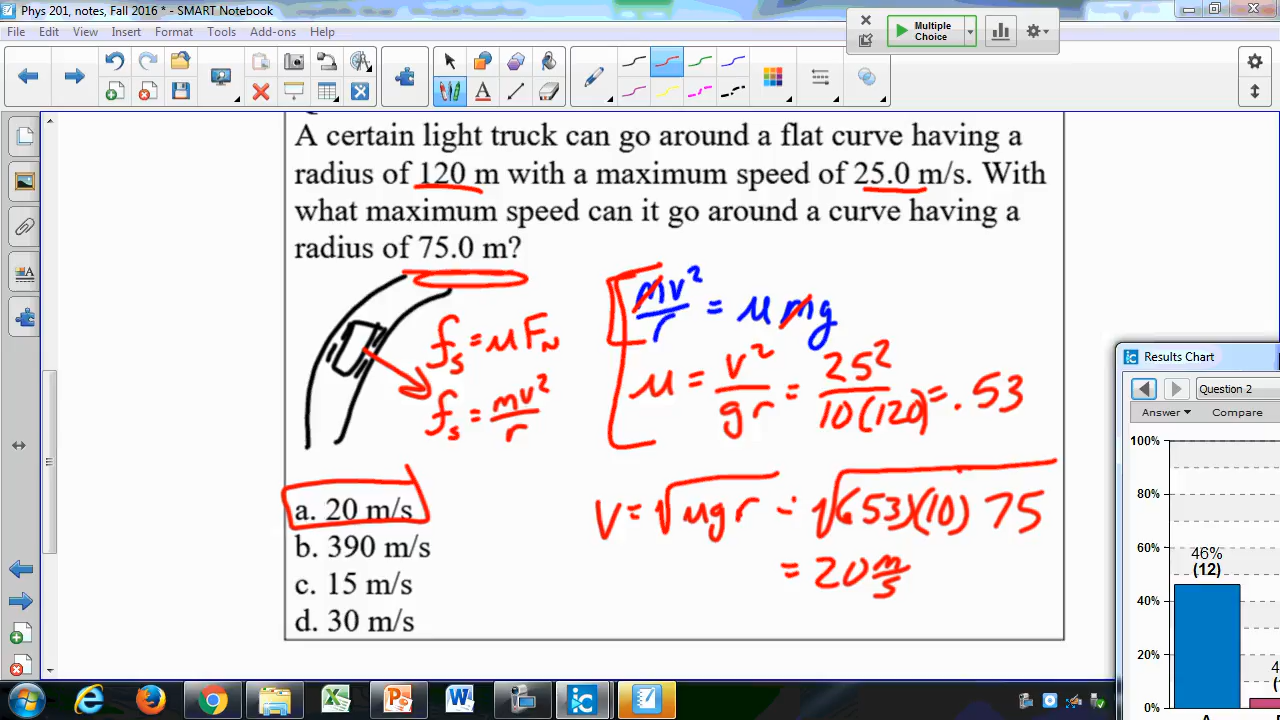 Phys 201, notes, Fall 2016 * - SMART Notebook
File Edit View Insert Format Tools Add-ons Help
Multiple
Choice
A certain light truck can go around a flat curve having a
radius of 120 m with a maximum speed of 25.0 m/s. With
what maximum speed can it go around a curve having a
radius of 75.0 m?
fs = μFN
fs = mv²/r
mv²/r = μmg
μ = v²/gr = 25²/10(120) = .53
a. 20 m/s
b. 390 m/s
c. 15 m/s
d. 30 m/s
v = √μgr = √(.53)(10) 75
= 20 m/s
Results Chart
Question 2
Answer Compare
100%
80%
60%
40%
20%
0%
46%
(12)